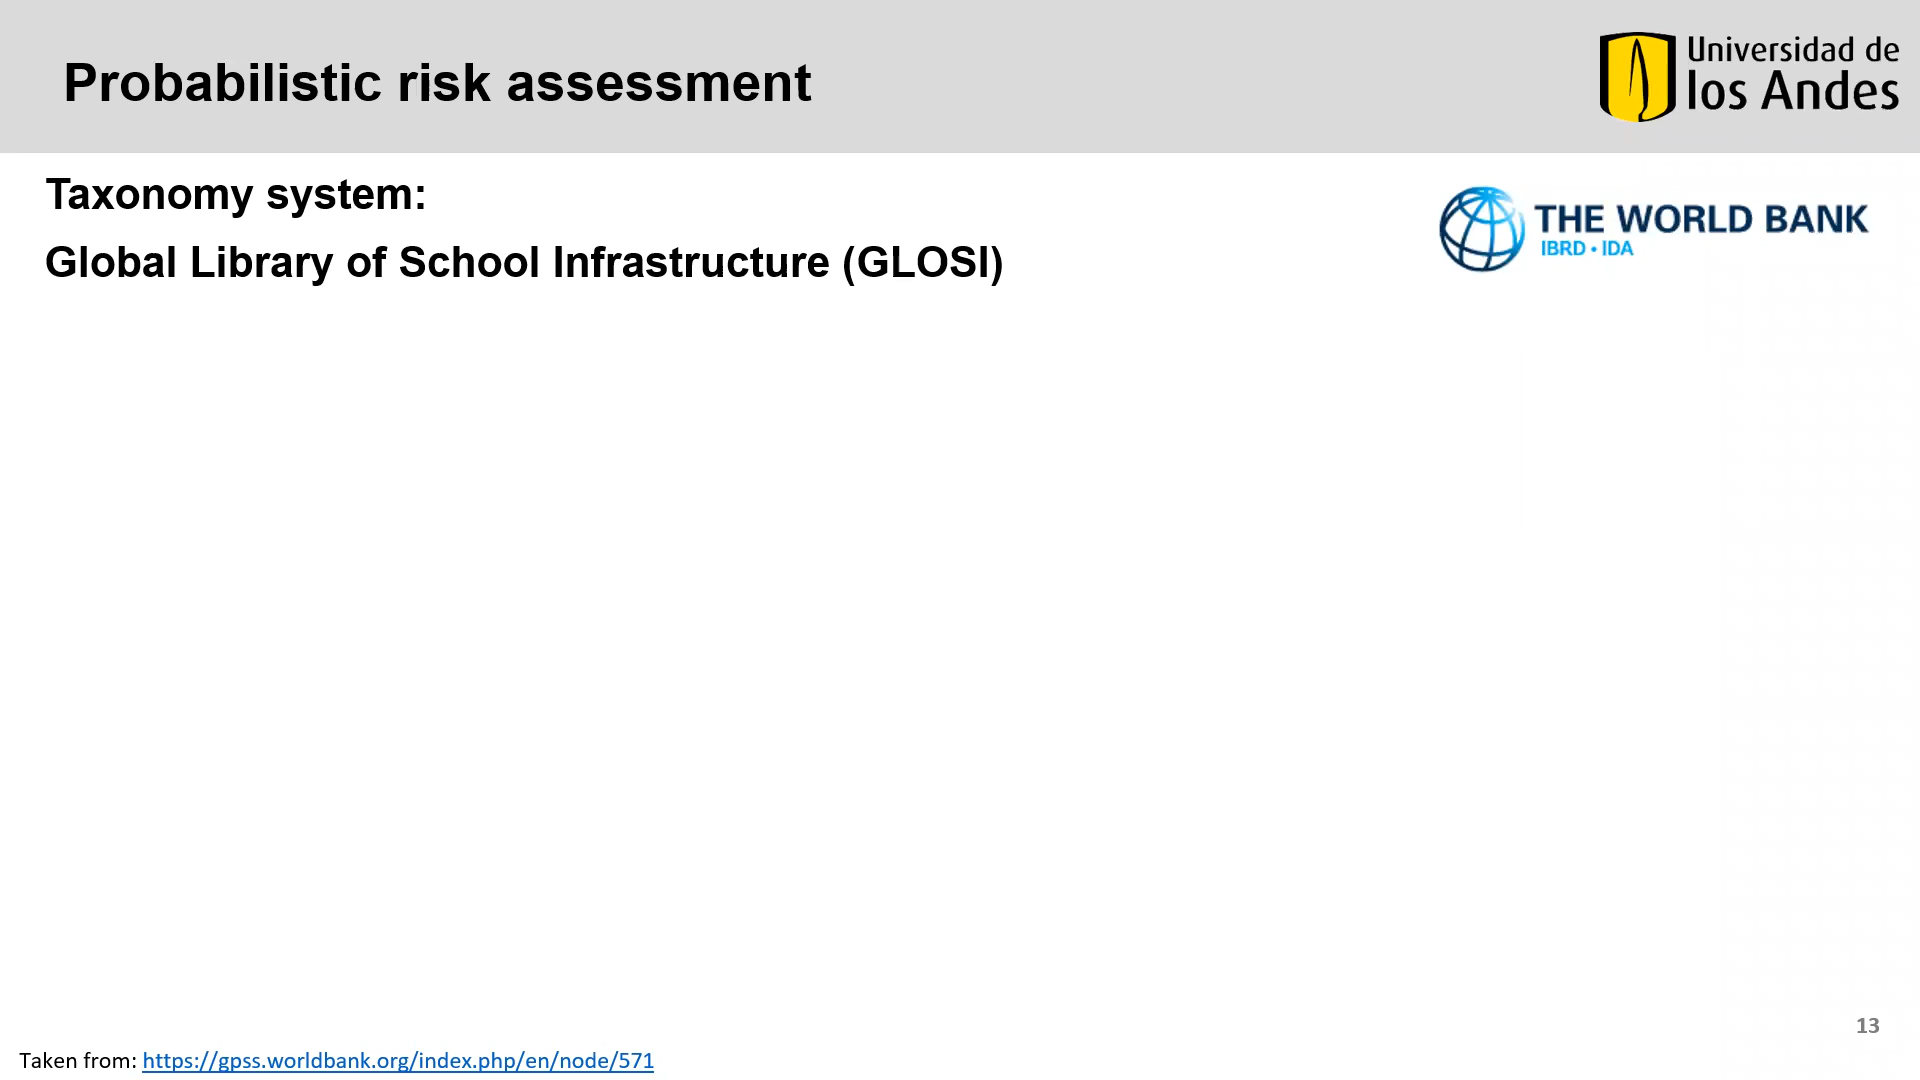 Probabilistic risk assessment
Universidad de
los Andes
Taxonomy system:
THE WORLD BANK
IBRD • IDA
Global Library of School Infrastructure (GLOSI)
13
Taken from: https://gpss.worldbank.org/index.php/en/node/571